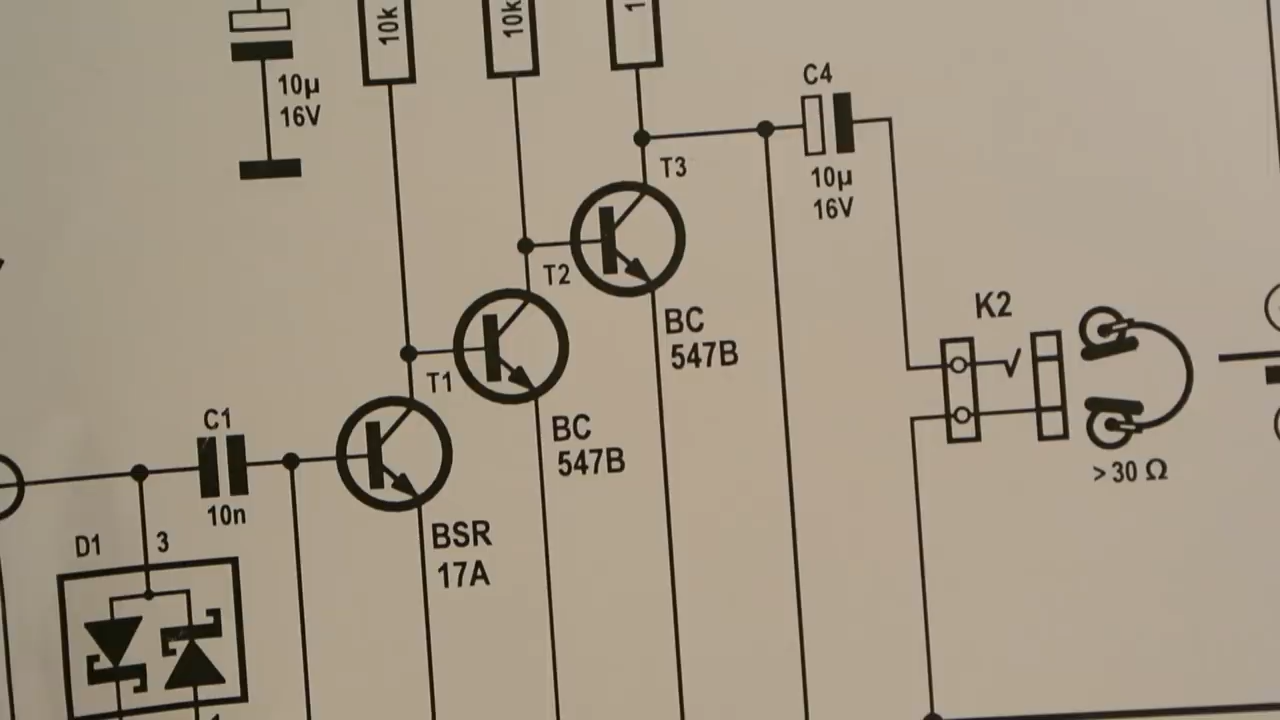 10k
10k
1
10µ
16V
C4
T3
10µ
16V
T2
BC
547B
K2
T1
C1
BC
547B
10n
>30 Ω
BSR
17A
D1
3